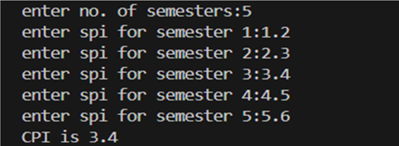 enter no. of semesters:5
enter spi for semester 1:1.2
enter spi for semester 2:2.3
enter spi for semester 3:3.4
enter spi for semester 4:4.5
enter spi for semester 5:5.6
CPI is 3.4